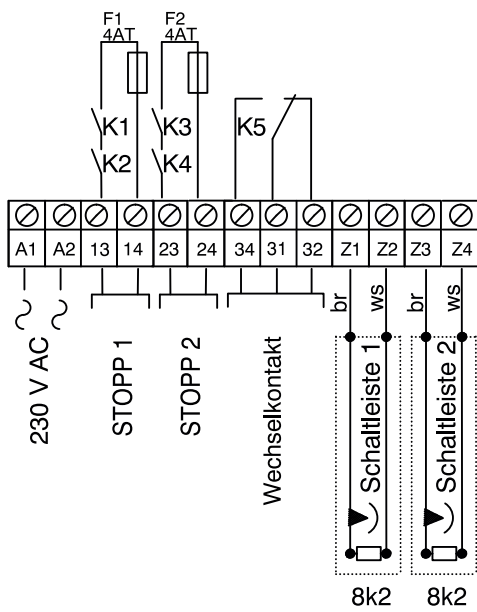 F1 F2
4AT 4AT
K1 K3 K5
K2 K4
A1 A2 13 14 23 24 34 31 32 Z1 Z2 Z3 Z4
br ws br ws
230 V AC
STOPP 1
STOPP 2
Wechselkontakt
Schaltleiste 1
Schaltleiste 2
8k2 8k2